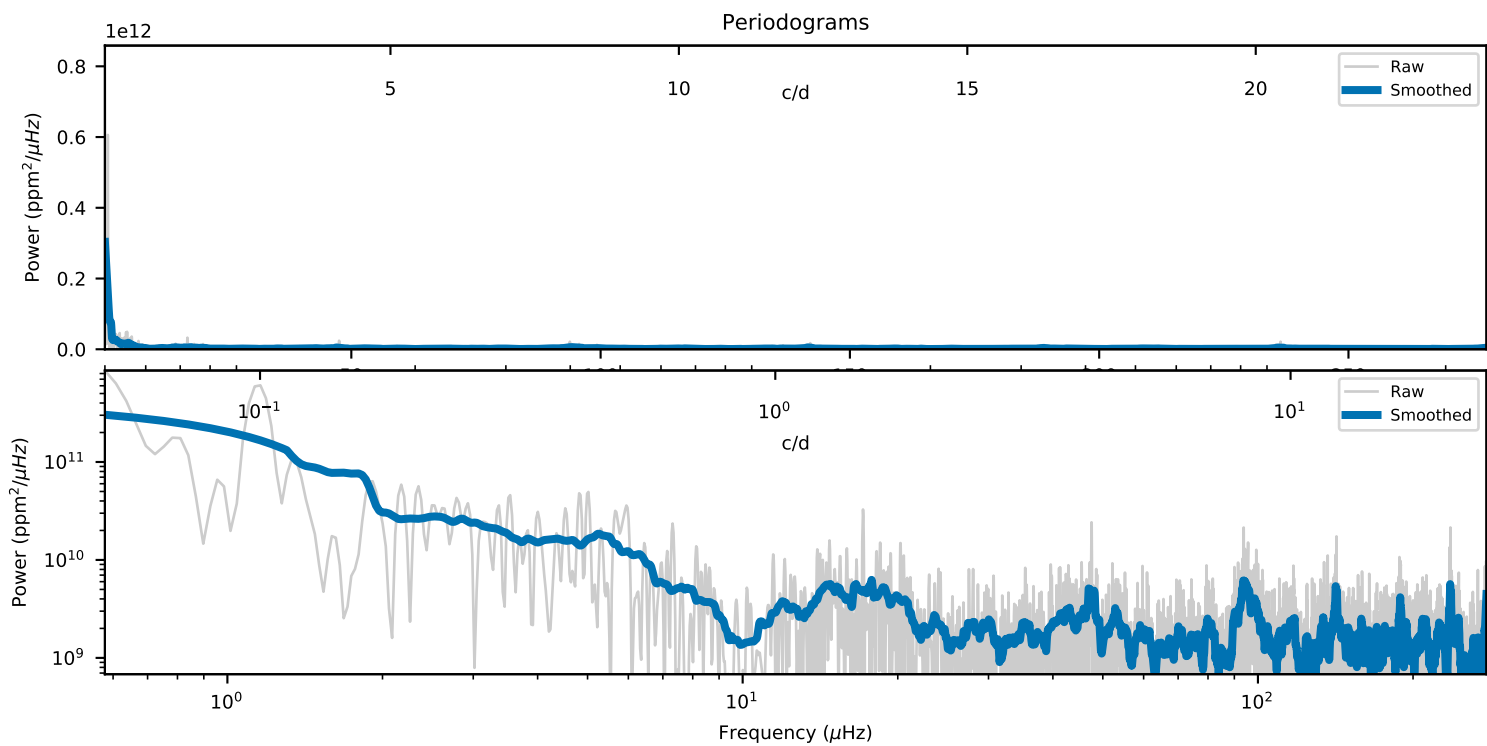 Periodograms
1e12
5 10 15 20
c/d
Raw
Smoothed
0.8
0.6
0.4
0.2
0.0
Power (ppm²/μHz)
10⁻¹ 10⁰ 10¹
c/d
Raw
Smoothed
10¹¹
10¹⁰
10⁹
Power (ppm²/μHz)
10⁰ 10¹ 10²
Frequency (μHz)